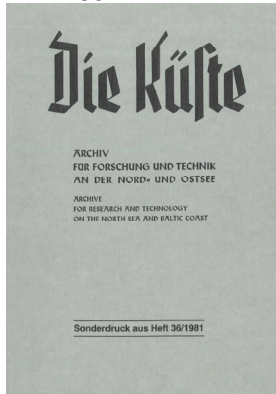 Die Küste
ARCHIV
FÜR FORSCHUNG UND TECHNIK
AN DER NORD- UND OSTSEE
ARCHIVE
FOR RESEARCH AND TECHNOLOGY
ON THE NORTH SEA AND BALTIC COAST
Sonderdruck aus Heft 36/1981